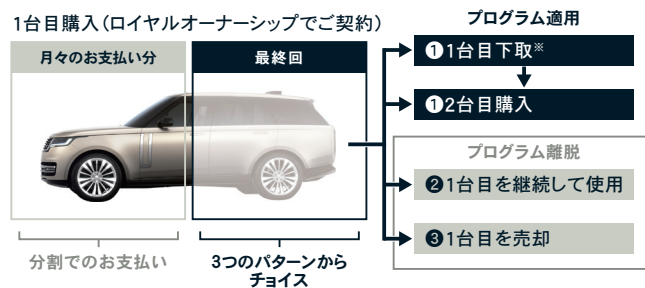 1台目購入（ロイヤルオーナーシップでご契約）
月々のお支払い分
最終回
分割でのお支払い
3つのパターンから
チョイス
プログラム適用
❶1台目下取※
❶2台目購入
プログラム離脱
❷1台目を継続して使用
❸1台目を売却